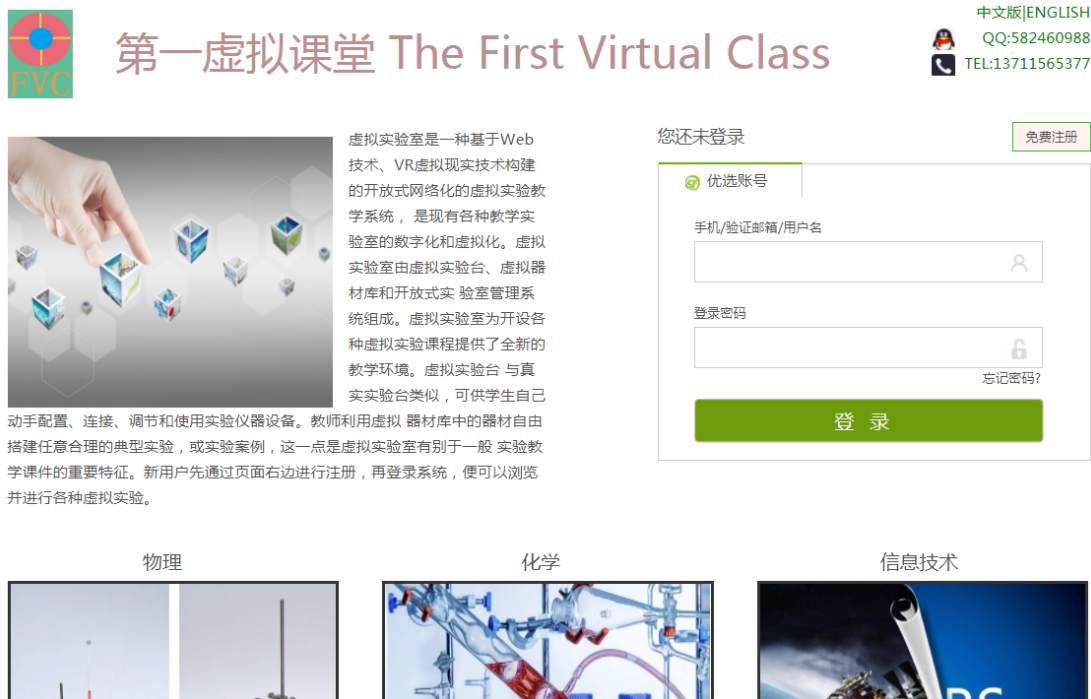 中文版|ENGLISH
QQ:582460988
TEL:13711565377
FVC
第一虚拟课堂 The First Virtual Class
虚拟实验室是一种基于Web
技术、VR虚拟现实技术构建
的开放式网络化的虚拟实验教
学系统， 是现有各种教学实
验室的数字化和虚拟化。虚拟
实验室由虚拟实验台、虚拟器
材库和开放式实 验室管理系
统组成。虚拟实验室为开设各
种虚拟实验课程提供了全新的
教学环境。虚拟实验台 与真
实实验台类似，可供学生自己
动手配置、连接、调节和使用实验仪器设备。教师利用虚拟 器材库中的器材自由
搭建任意合理的典型实验，或实验案例，这一点是虚拟实验室有别于一般 实验教
学课件的重要特征。新用户先通过页面右边进行注册，再登录系统，便可以浏览
并进行各种虚拟实验。
您还未登录
免费注册
优选账号
手机/验证邮箱/用户名
登录密码
忘记密码?
登 录
物理
化学
信息技术